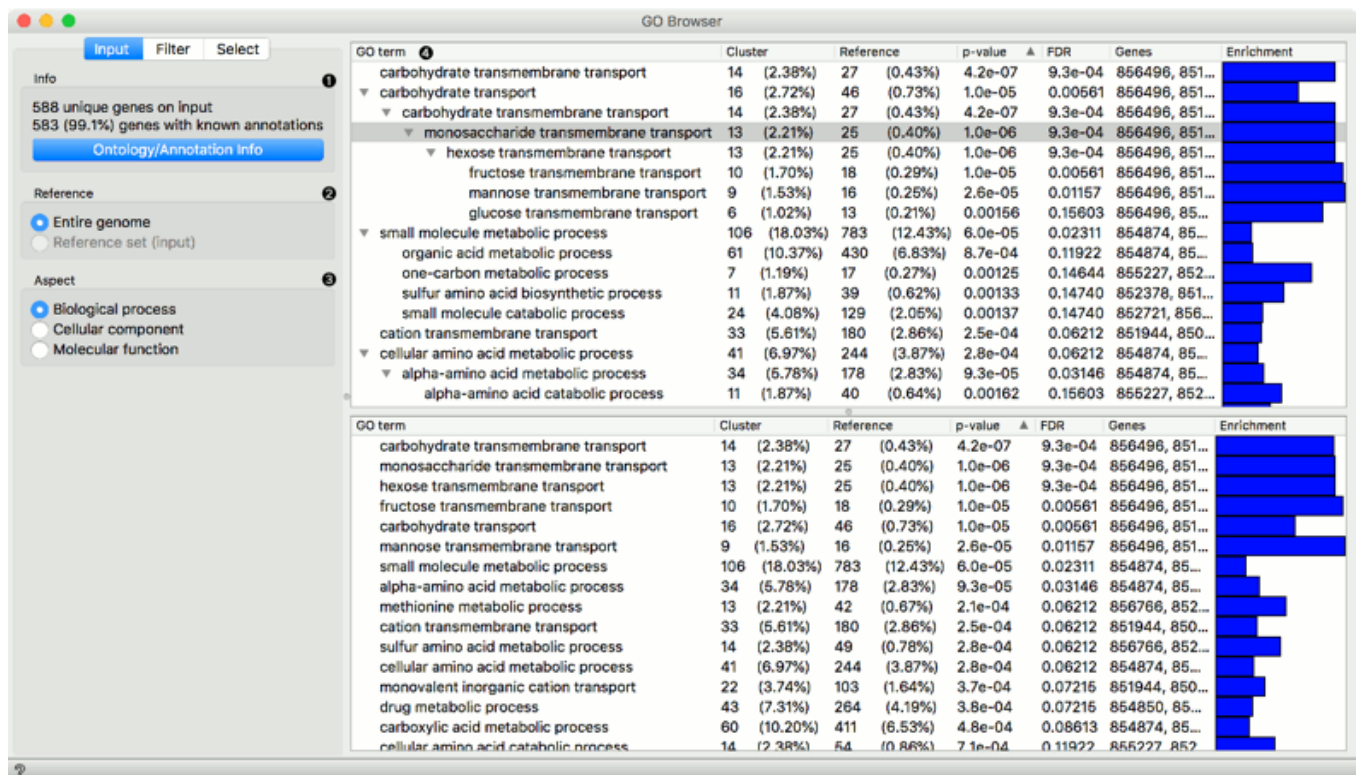 GO Browser
Input Filter Select
Info ❶
588 unique genes on input
583 (99.1%) genes with known annotations
Ontology/Annotation Info
Reference ❷
Entire genome
Reference set (input)
Aspect ❸
Biological process
Cellular component
Molecular function
GO term ❹ Cluster Reference p-value ▲ FDR Genes Enrichment
carbohydrate transmembrane transport 14 (2.38%) 27 (0.43%) 4.2e-07 9.3e-04 856496, 851...
carbohydrate transport 16 (2.72%) 46 (0.73%) 1.0e-05 0.00561 856496, 851...
carbohydrate transmembrane transport 14 (2.38%) 27 (0.43%) 4.2e-07 9.3e-04 856496, 851...
monosaccharide transmembrane transport 13 (2.21%) 25 (0.40%) 1.0e-06 9.3e-04 856496, 851...
hexose transmembrane transport 13 (2.21%) 25 (0.40%) 1.0e-06 9.3e-04 856496, 851...
fructose transmembrane transport 10 (1.70%) 18 (0.29%) 1.0e-05 0.00561 856496, 851...
mannose transmembrane transport 9 (1.53%) 16 (0.25%) 2.6e-05 0.01157 856496, 851...
glucose transmembrane transport 6 (1.02%) 13 (0.21%) 0.00156 0.15603 856496, 85...
small molecule metabolic process 106 (18.03%) 783 (12.43%) 6.0e-05 0.02311 854874, 85...
organic acid metabolic process 61 (10.37%) 430 (6.83%) 8.7e-04 0.11922 854874, 85...
one-carbon metabolic process 7 (1.19%) 17 (0.27%) 0.00125 0.14644 855227, 852...
sulfur amino acid biosynthetic process 11 (1.87%) 39 (0.62%) 0.00133 0.14740 852378, 851...
small molecule catabolic process 24 (4.08%) 129 (2.05%) 0.00137 0.14740 852721, 856...
cation transmembrane transport 33 (5.61%) 180 (2.86%) 2.5e-04 0.06212 851944, 850...
cellular amino acid metabolic process 41 (6.97%) 244 (3.87%) 2.8e-04 0.06212 854874, 85...
alpha-amino acid metabolic process 34 (5.78%) 178 (2.83%) 9.3e-05 0.03146 854874, 85...
alpha-amino acid catabolic process 11 (1.87%) 40 (0.64%) 0.00162 0.15603 855227, 852...
GO term Cluster Reference p-value ▲ FDR Genes Enrichment
carbohydrate transmembrane transport 14 (2.38%) 27 (0.43%) 4.2e-07 9.3e-04 856496, 851...
monosaccharide transmembrane transport 13 (2.21%) 25 (0.40%) 1.0e-06 9.3e-04 856496, 851...
hexose transmembrane transport 13 (2.21%) 25 (0.40%) 1.0e-06 9.3e-04 856496, 851...
fructose transmembrane transport 10 (1.70%) 18 (0.29%) 1.0e-05 0.00561 856496, 851...
carbohydrate transport 16 (2.72%) 46 (0.73%) 1.0e-05 0.00561 856496, 851...
mannose transmembrane transport 9 (1.53%) 16 (0.25%) 2.6e-05 0.01157 856496, 851...
small molecule metabolic process 106 (18.03%) 783 (12.43%) 6.0e-05 0.02311 854874, 85...
alpha-amino acid metabolic process 34 (5.78%) 178 (2.83%) 9.3e-05 0.03146 854874, 85...
methionine metabolic process 13 (2.21%) 42 (0.67%) 2.1e-04 0.06212 856766, 852...
cation transmembrane transport 33 (5.61%) 180 (2.86%) 2.5e-04 0.06212 851944, 850...
sulfur amino acid metabolic process 14 (2.38%) 49 (0.78%) 2.8e-04 0.06212 856766, 852...
cellular amino acid metabolic process 41 (6.97%) 244 (3.87%) 2.8e-04 0.06212 854874, 85...
monovalent inorganic cation transport 22 (3.74%) 103 (1.64%) 3.7e-04 0.07215 851944, 850...
drug metabolic process 43 (7.31%) 264 (4.19%) 3.8e-04 0.07215 854850, 85...
carboxylic acid metabolic process 60 (10.20%) 411 (6.53%) 4.8e-04 0.08613 854874, 85...
cellular amino acid catabolic process 14 (2.38%) 54 (0.86%) 7.1e-04 0.11922 855227, 852
?